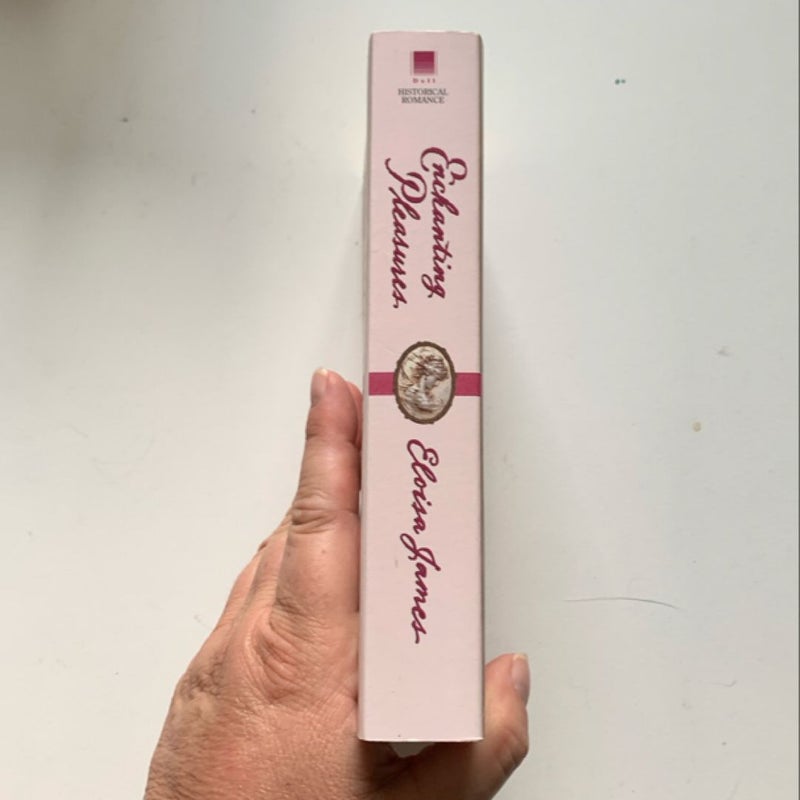 Dell
HISTORICAL
ROMANCE
Enchanting
Pleasures
Eloisa James